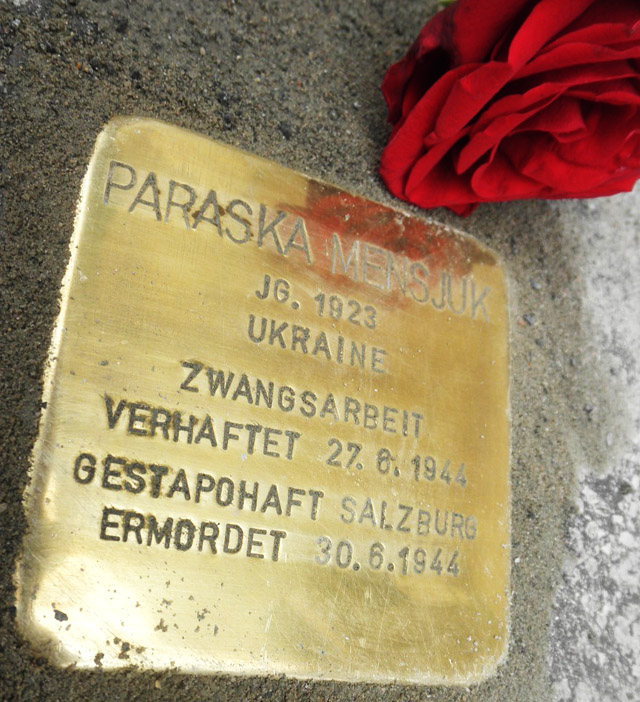 PARASKA MENSJUK
JG. 1923
UKRAINE
ZWANGSARBEIT
VERHAFTET 27.6.1944
GESTAPOHAFT SALZBURG
ERMORDET 30.6.1944